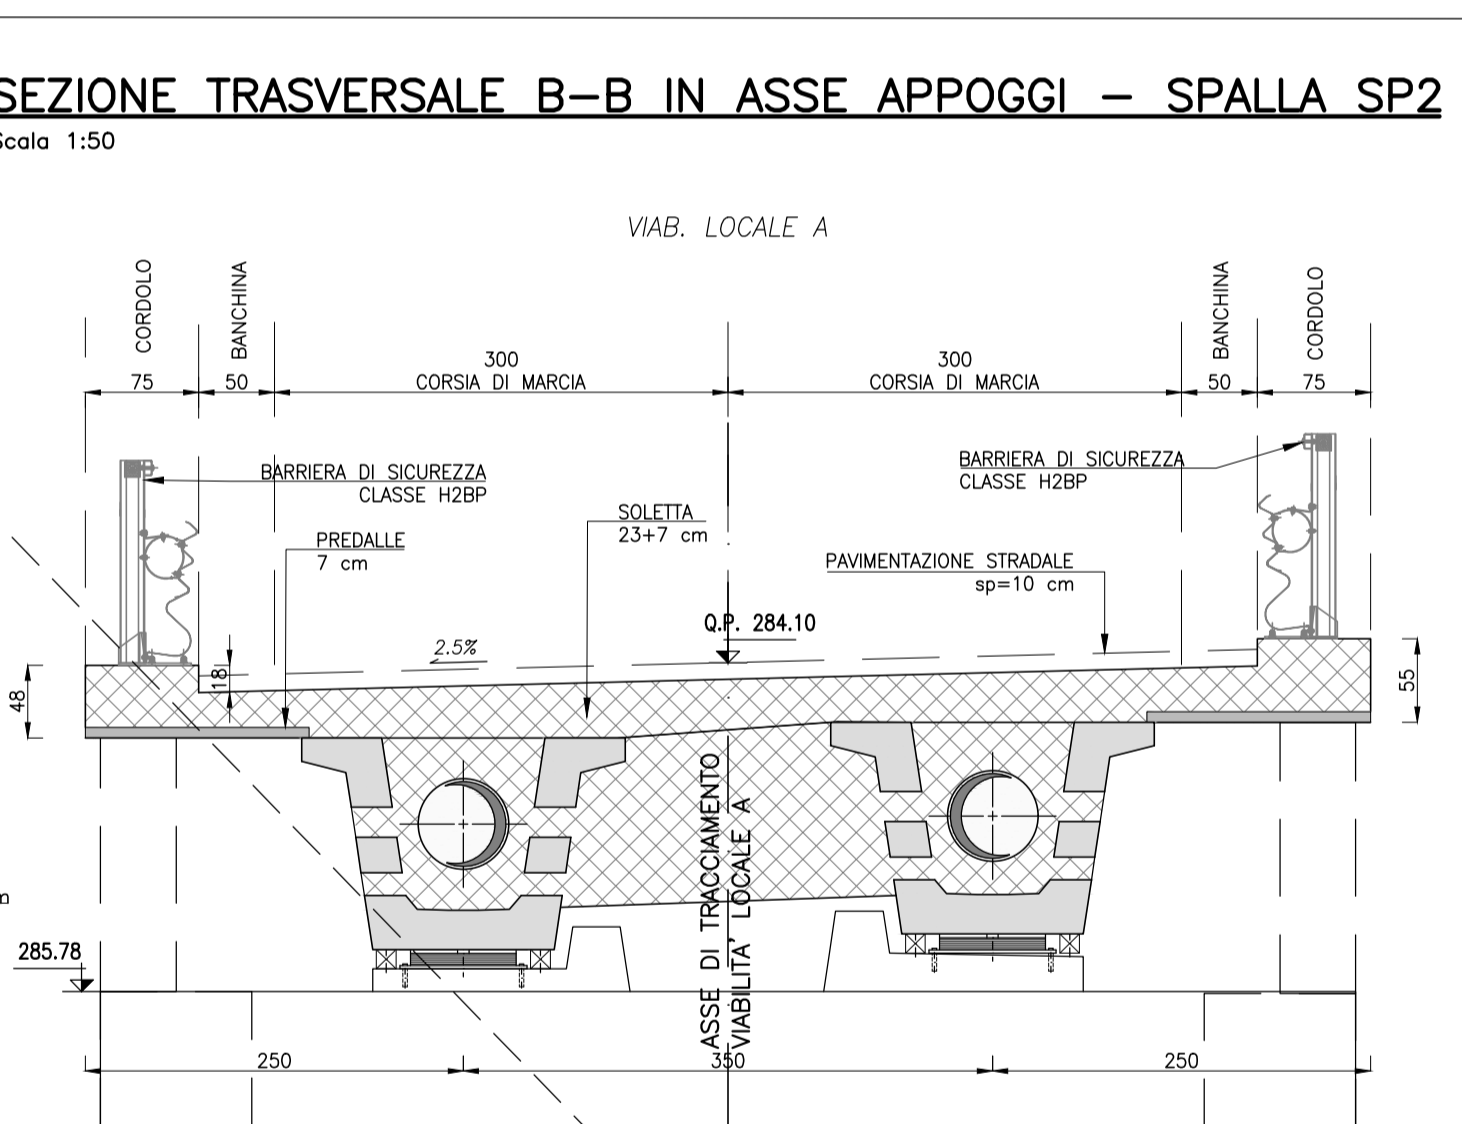 SEZIONE TRASVERSALE B–B IN ASSE APPOGGI – SPALLA SP2
Scala 1:50
VIAB. LOCALE A
CORDOLO
BANCHINA
BANCHINA
CORDOLO
75
50
300
CORSIA DI MARCIA
300
CORSIA DI MARCIA
50
75
BARRIERA DI SICUREZZA
CLASSE H2BP
BARRIERA DI SICUREZZA
CLASSE H2BP
SOLETTA
23+7 cm
PREDALLE
7 cm
PAVIMENTAZIONE STRADALE
sp=10 cm
Q.P. 284.10
2.5%
18
48
55
ASSE DI TRACCIAMENTO
VIABILITA' LOCALE A
B
285.78
250
350
250